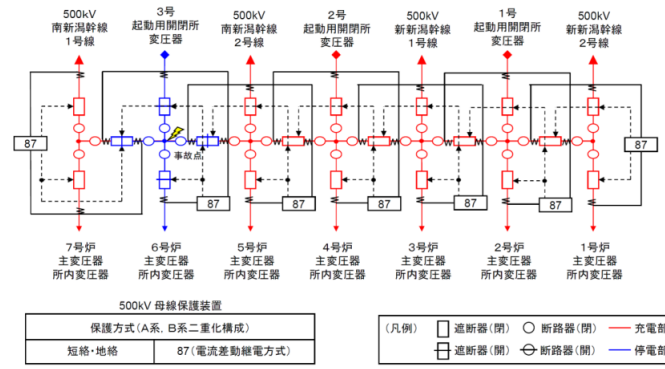 500kV
南新潟幹線
1号線
3号
起動用開閉所
変圧器
500kV
南新潟幹線
2号線
2号
起動用開閉所
変圧器
500kV
新新潟幹線
1号線
1号
起動用開閉所
変圧器
500kV
新新潟幹線
2号線
87
事故点
87
87
87
87
87
87
7号炉
主変圧器
所内変圧器
6号炉
主変圧器
所内変圧器
5号炉
主変圧器
所内変圧器
4号炉
主変圧器
所内変圧器
3号炉
主変圧器
所内変圧器
2号炉
主変圧器
所内変圧器
1号炉
主変圧器
所内変圧器
500kV 母線保護装置
保護方式(A系, B系二重化構成)
短絡・地絡
87(電流差動継電方式)
(凡例)
遮断器(閉)
断路器(閉)
充電部
遮断器(開)
断路器(開)
停電部